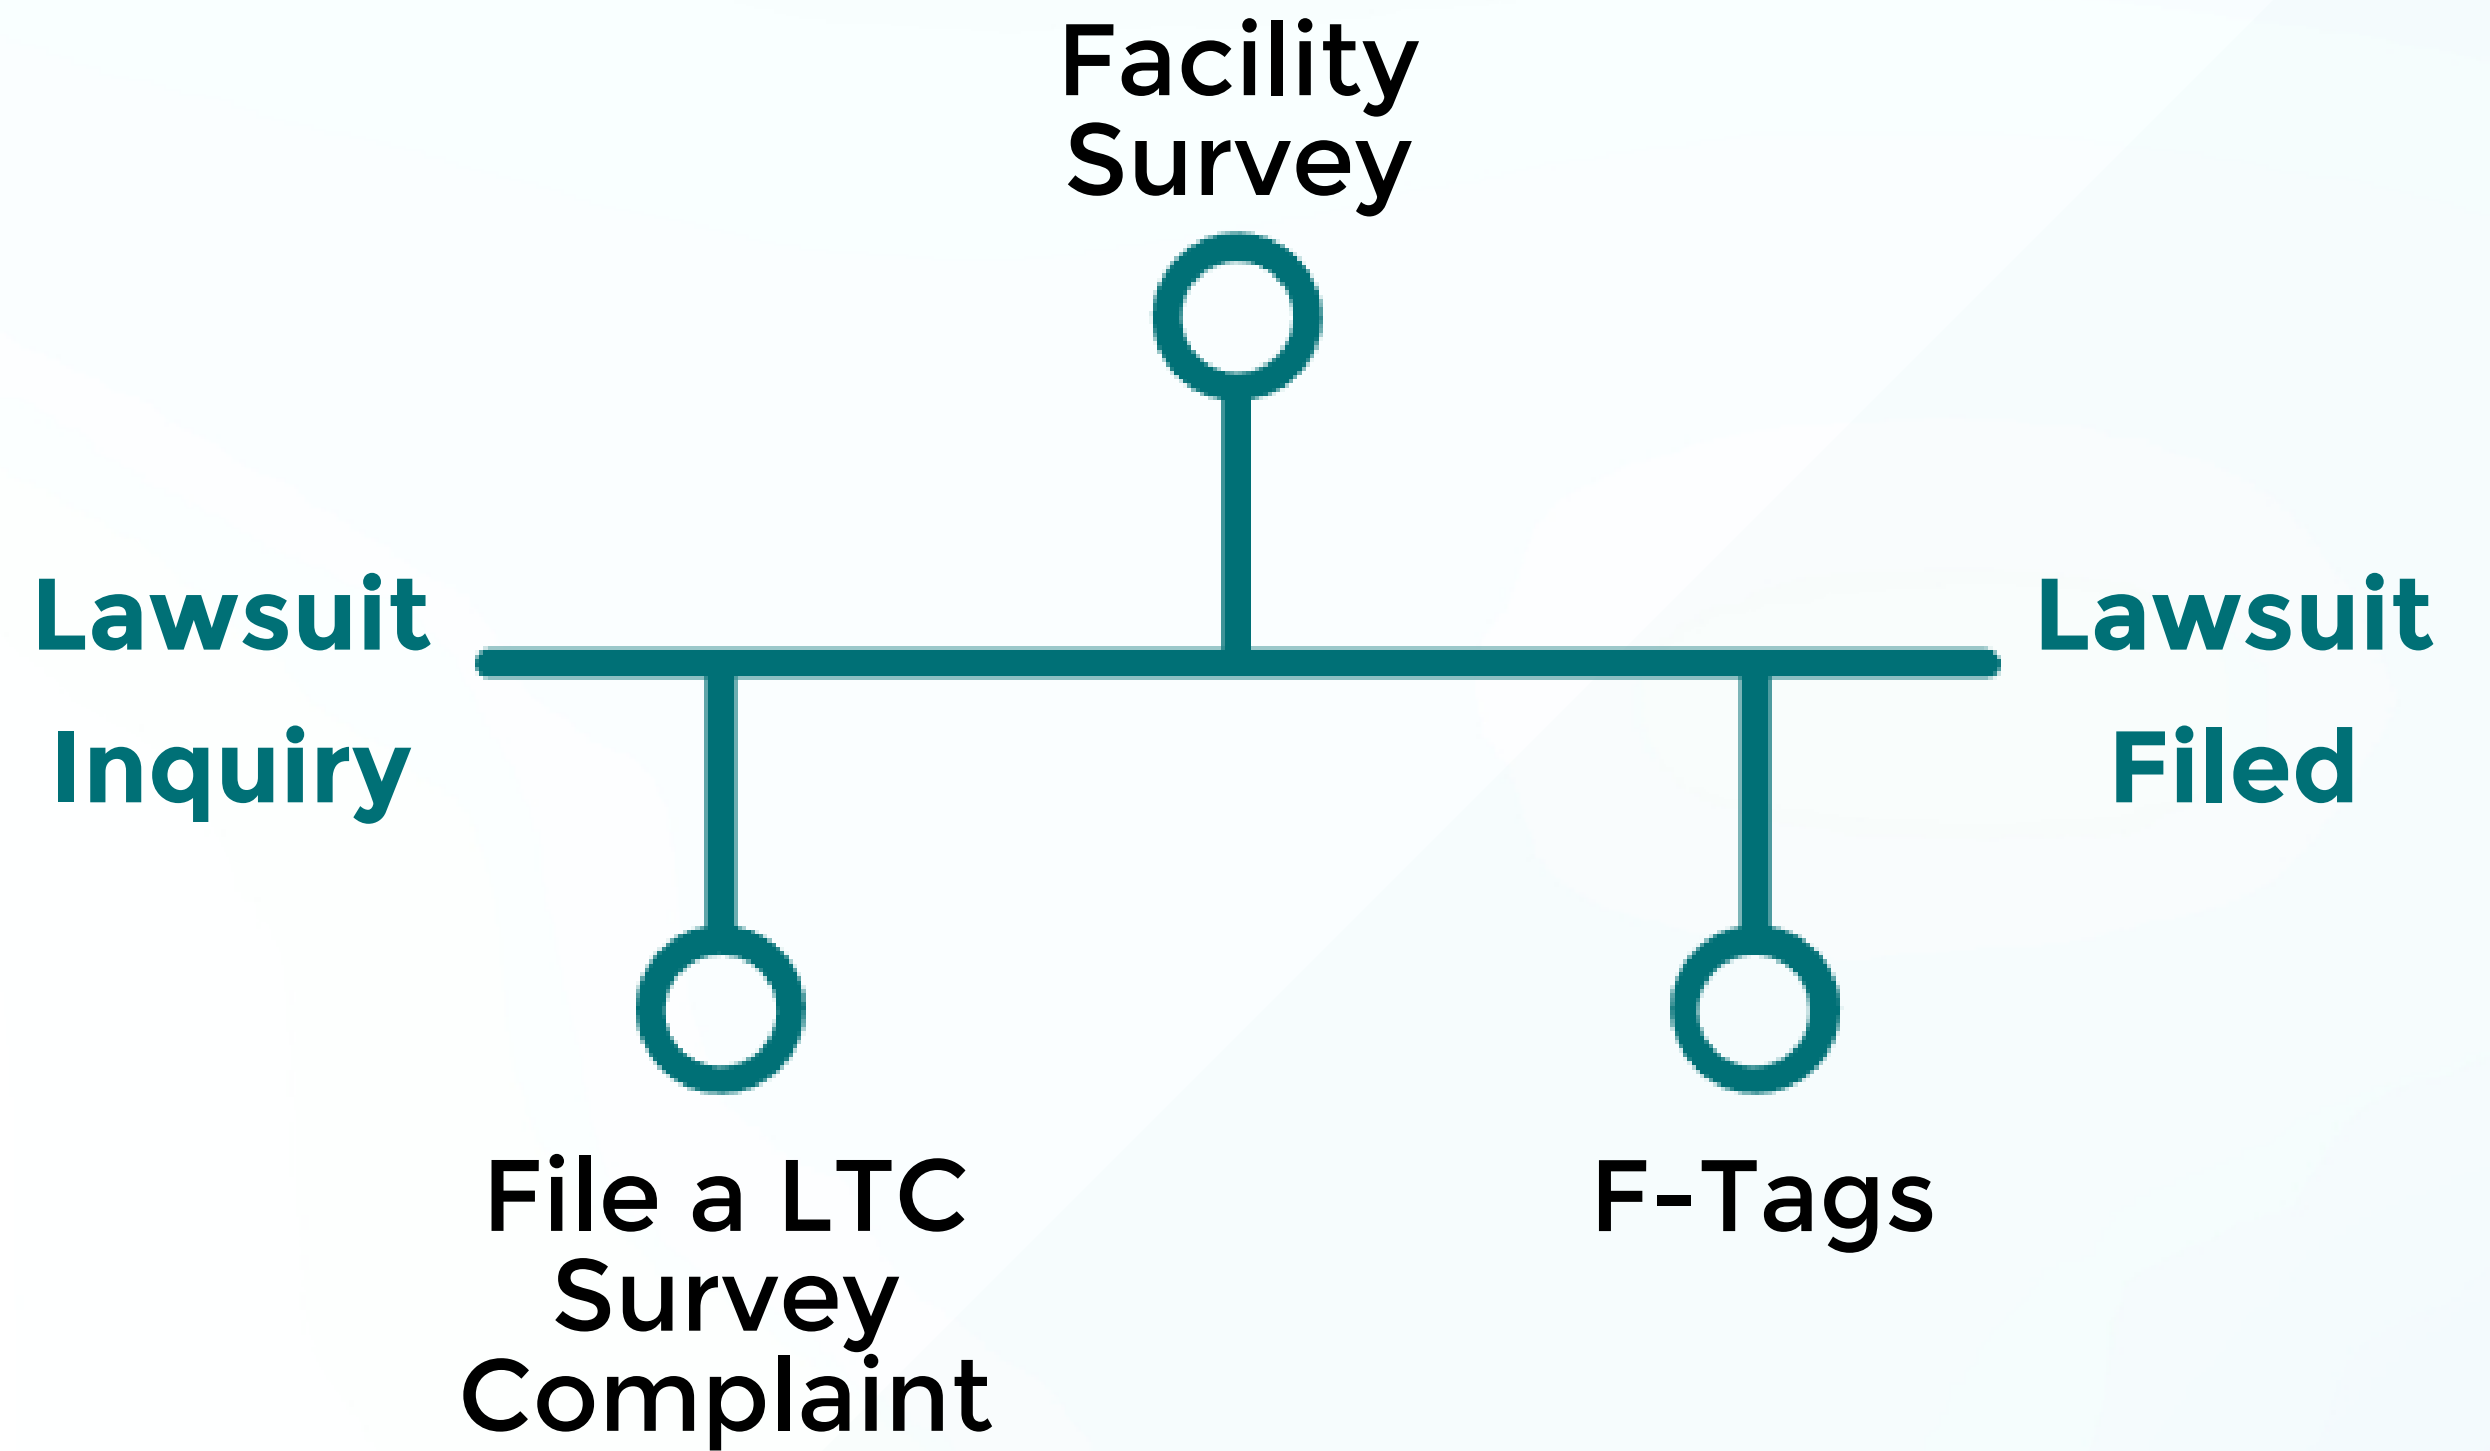 Facility
Survey
Lawsuit
Inquiry
Lawsuit
Filed
File a LTC
Survey
Complaint
F-Tags